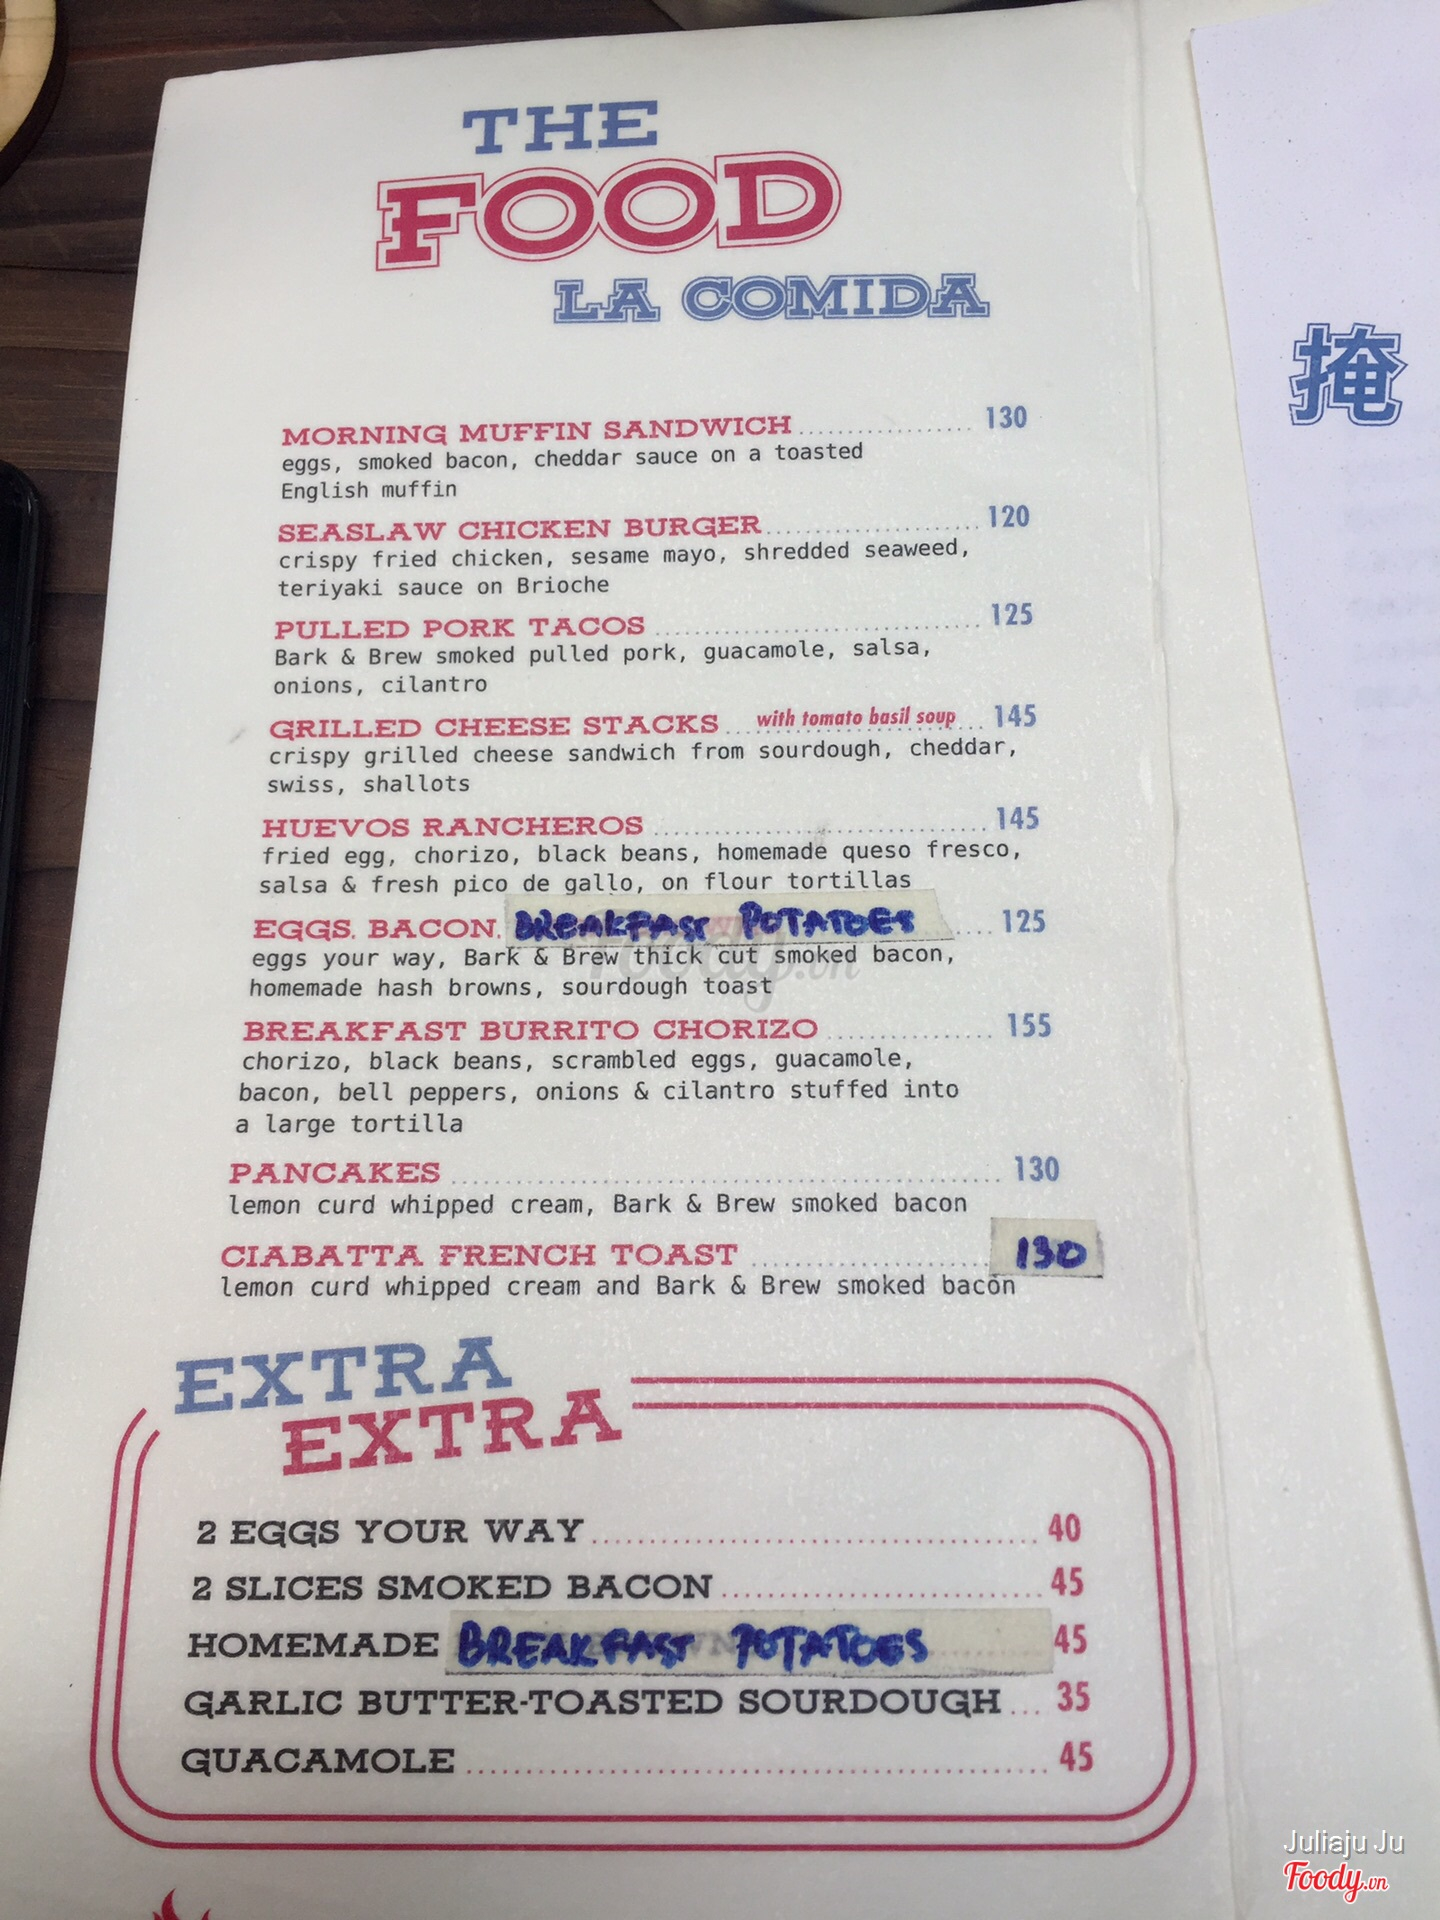 THE
FOOD
LA COMIDA
掩
MORNING MUFFIN SANDWICH.................. 130
eggs, smoked bacon, cheddar sauce on a toasted
English muffin
SEASLAW CHICKEN BURGER...................... 120
crispy fried chicken, sesame mayo, shredded seaweed,
teriyaki sauce on Brioche
PULLED PORK TACOS ................................. 125
Bark & Brew smoked pulled pork, guacamole, salsa,
onions, cilantro
GRILLED CHEESE STACKS ... with tomato basil soup ... 145
crispy grilled cheese sandwich from sourdough, cheddar,
swiss, shallots
HUEVOS RANCHEROS .................................. 145
fried egg, chorizo, black beans, homemade queso fresco,
salsa & fresh pico de gallo, on flour tortillas
EGGS, BACON, BREAKFAST POTATOES .... 125
eggs your way, Bark & Brew thick cut smoked bacon,
homemade hash browns, sourdough toast
BREAKFAST BURRITO CHORIZO ................. 155
chorizo, black beans, scrambled eggs, guacamole,
bacon, bell peppers, onions & cilantro stuffed into
a large tortilla
PANCAKES ........................................................ 130
lemon curd whipped cream, Bark & Brew smoked bacon
CIABATTA FRENCH TOAST ........................ 130
lemon curd whipped cream and Bark & Brew smoked bacon
EXTRA
EXTRA
2 EGGS YOUR WAY........................................ 40
2 SLICES SMOKED BACON............................. 45
HOMEMADE BREAKFAST POTATOES .......... 45
GARLIC BUTTER-TOASTED SOURDOUGH ... 35
GUACAMOLE .................................................... 45
Foody.vn
Juliaju Ju
Foody.vn